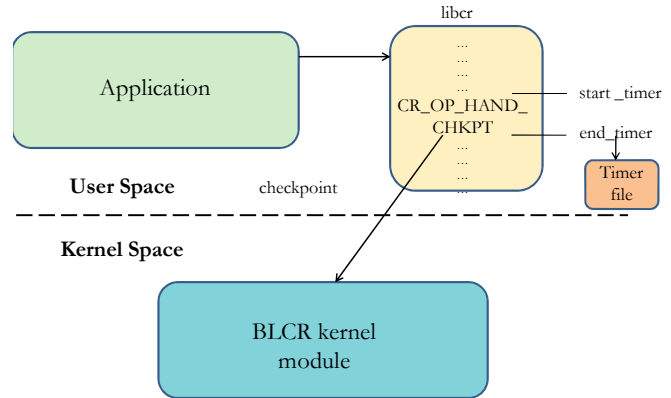 libcr
...
...
...
...
Application
CR_OP_HAND_
CHKPT
start _timer
end_timer
...
...
...
...
Timer
file
User Space
checkpoint
Kernel Space
BLCR kernel
module